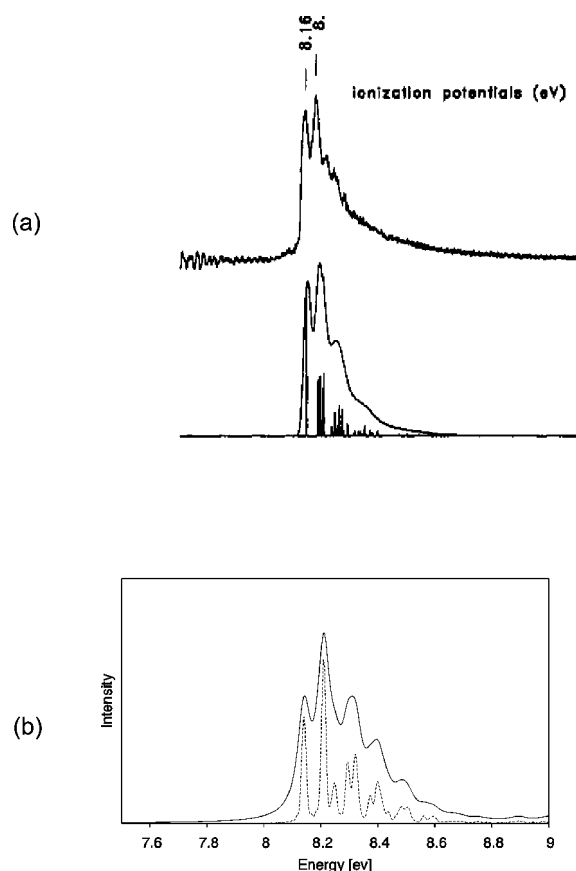 8.16
8.
ionization potentials (eV)
(a)
(b)
Intensity
7.6 7.8 8 8.2 8.4 8.6 8.8 9
Energy [ev]